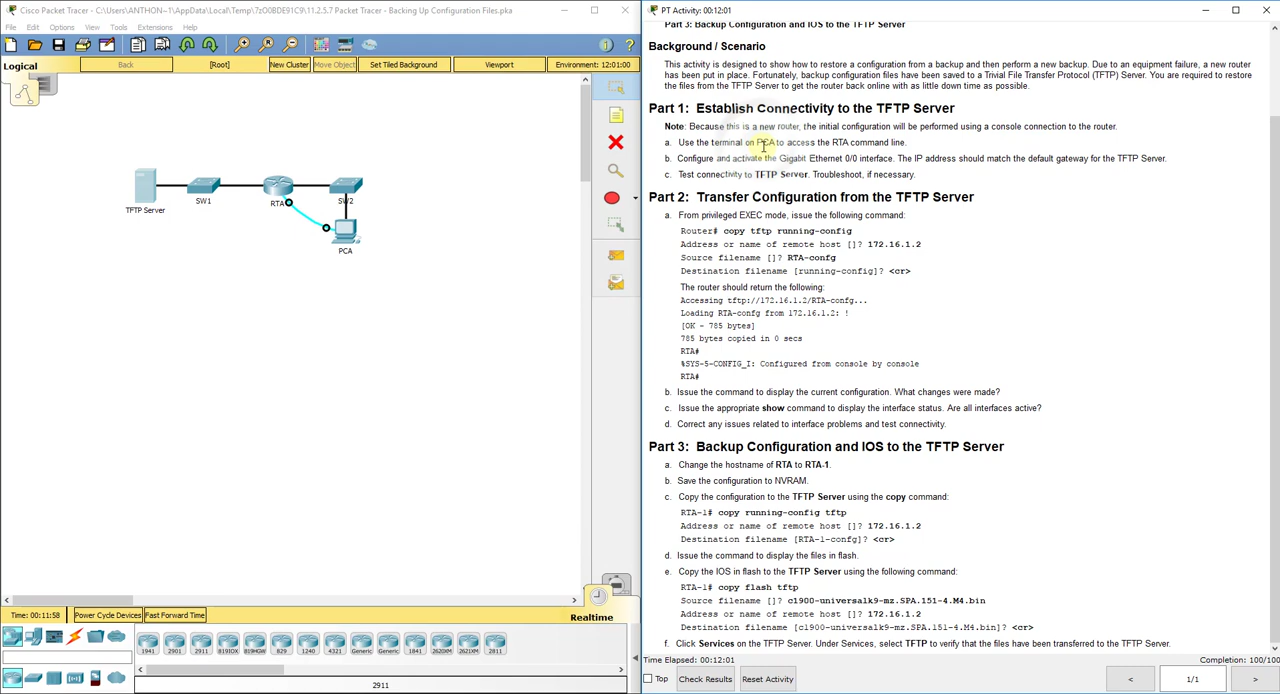 Cisco Packet Tracer - C:\Users\ANTHON~1\AppData\Local\Temp\7zO0BDE91C9\11.2.5.7 Packet Tracer - Backing Up Configuration Files.pka
File Edit Options View Tools Extensions Help
Logical
Back
[Root]
New Cluster
Move Object
Set Tiled Background
Viewport
Environment: 12:01:00
TFTP Server
SW1
RTA
SW2
PCA
Time: 00:11:58
Power Cycle Devices
Fast Forward Time
Realtime
1941
2901
2911
819IOX
819HGW
829
1240
4321
Generic
Generic
1841
2620XM
2621XM
2811
2911
PT Activity: 00:12:01
Part 3: Backup Configuration and IOS to the TFTP Server
Background / Scenario
This activity is designed to show how to restore a configuration from a backup and then perform a new backup. Due to an equipment failure, a new router
has been put in place. Fortunately, backup configuration files have been saved to a Trivial File Transfer Protocol (TFTP) Server. You are required to restore
the files from the TFTP Server to get the router back online with as little down time as possible.
Part 1: Establish Connectivity to the TFTP Server
Note: Because this is a new router, the initial configuration will be performed using a console connection to the router.
a. Use the terminal on PCA to access the RTA command line.
b. Configure and activate the Gigabit Ethernet 0/0 interface. The IP address should match the default gateway for the TFTP Server.
c. Test connectivity to TFTP Server. Troubleshoot, if necessary.
Part 2: Transfer Configuration from the TFTP Server
a. From privileged EXEC mode, issue the following command:
Router# copy tftp running-config
Address or name of remote host []? 172.16.1.2
Source filename []? RTA-confg
Destination filename [running-config]? <cr>
The router should return the following:
Accessing tftp://172.16.1.2/RTA-confg...
Loading RTA-confg from 172.16.1.2: !
[OK - 785 bytes]
785 bytes copied in 0 secs
RTA#
%SYS-5-CONFIG_I: Configured from console by console
RTA#
b. Issue the command to display the current configuration. What changes were made?
c. Issue the appropriate show command to display the interface status. Are all interfaces active?
d. Correct any issues related to interface problems and test connectivity.
Part 3: Backup Configuration and IOS to the TFTP Server
a. Change the hostname of RTA to RTA-1.
b. Save the configuration to NVRAM.
c. Copy the configuration to the TFTP Server using the copy command:
RTA-1# copy running-config tftp
Address or name of remote host []? 172.16.1.2
Destination filename [RTA-1-confg]? <cr>
d. Issue the command to display the files in flash.
e. Copy the IOS in flash to the TFTP Server using the following command:
RTA-1# copy flash tftp
Source filename []? c1900-universalk9-mz.SPA.151-4.M4.bin
Address or name of remote host []? 172.16.1.2
Destination filename [c1900-universalk9-mz.SPA.151-4.M4.bin]? <cr>
f. Click Services on the TFTP Server. Under Services, select TFTP to verify that the files have been transferred to the TFTP Server.
Time Elapsed: 00:12:01
Completion: 100/100
Top
Check Results
Reset Activity
<
1/1
>